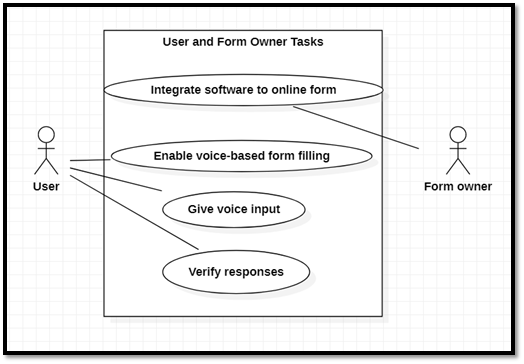 User and Form Owner Tasks
Integrate software to online form
Enable voice-based form filling
User
Form owner
Give voice input
Verify responses